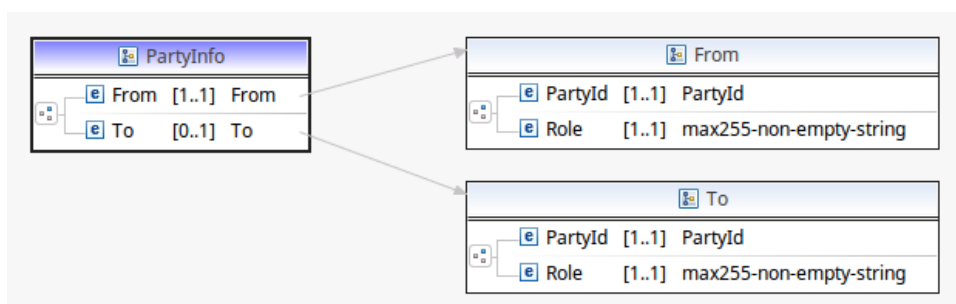 PartyInfo
e From [1..1] From
e To [0..1] To
From
e PartyId [1..1] PartyId
e Role [1..1] max255-non-empty-string
To
e PartyId [1..1] PartyId
e Role [1..1] max255-non-empty-string